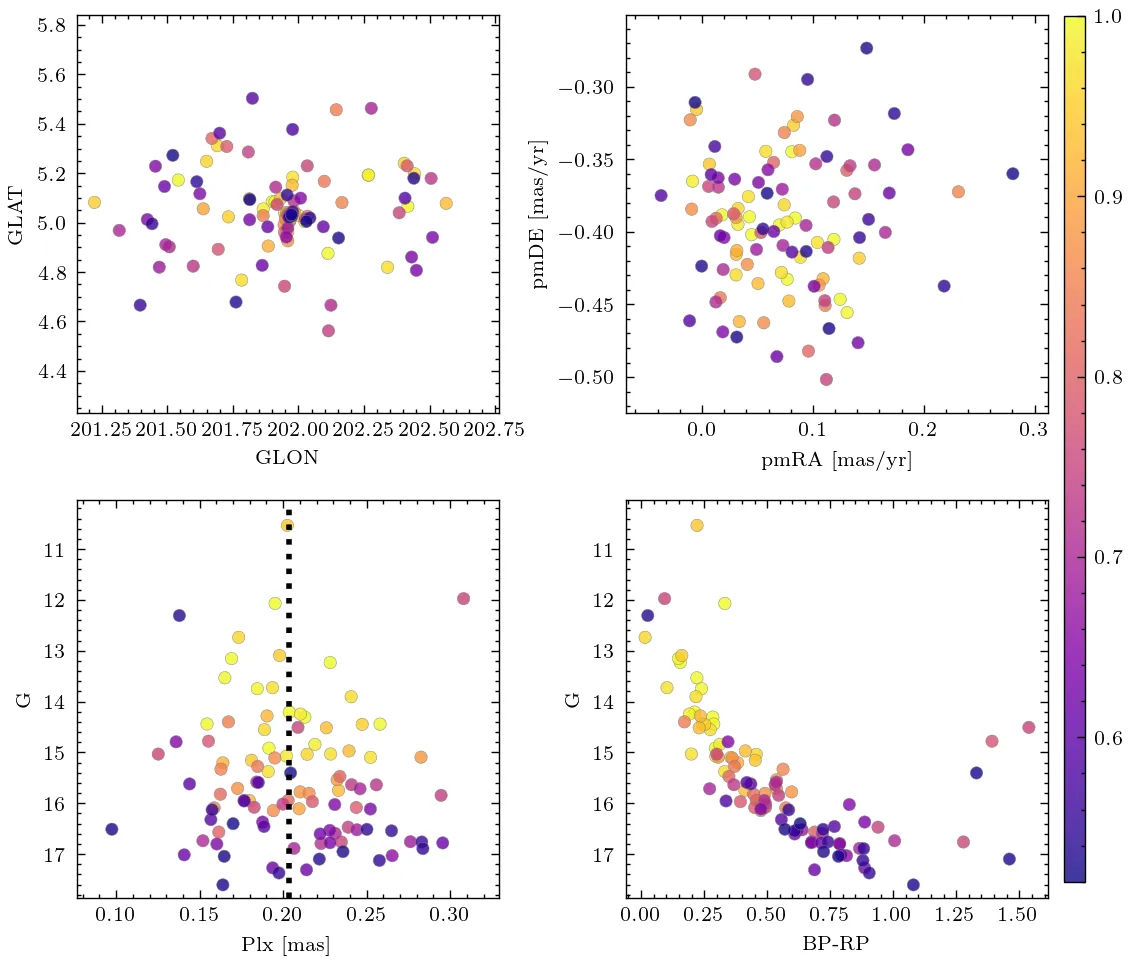 5.8
5.6
5.4
5.2
5.0
4.8
4.6
4.4
GLAT
201.25 201.50 201.75 202.00 202.25 202.50 202.75
GLON
−0.30
−0.35
−0.40
−0.45
−0.50
pmDE [mas/yr]
0.0 0.1 0.2 0.3
pmRA [mas/yr]
1.0
0.9
0.8
0.7
0.6
11
12
13
14
15
16
17
G
0.10 0.15 0.20 0.25 0.30
Plx [mas]
11
12
13
14
15
16
17
G
0.00 0.25 0.50 0.75 1.00 1.25 1.50
BP-RP